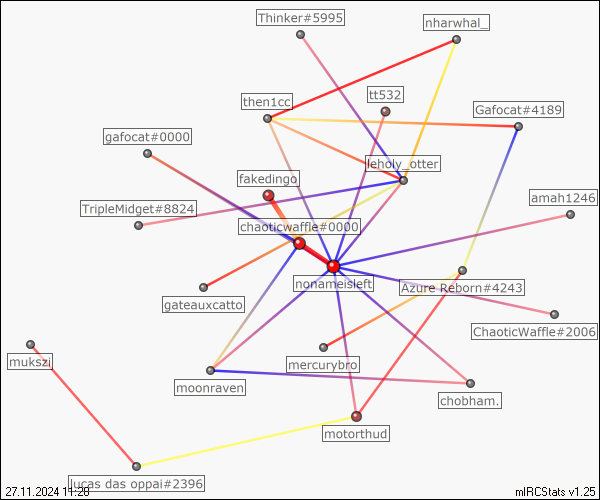 Thinker#5995
nharwhal_
tt532
then1cc
Gafocat#4189
gafocat#0000
leholy_otter
fakedingo
amah1246
TripleMidget#8824
chaoticwaffle#0000
nonameisleft
Azure Reborn#4243
gateauxcatto
ChaoticWaffle#2006
mukszi
mercurybro
moonraven
chobham.
motorthud
lucas das oppai#2396
27.11.2024 11:28
mIRCStats v1.25